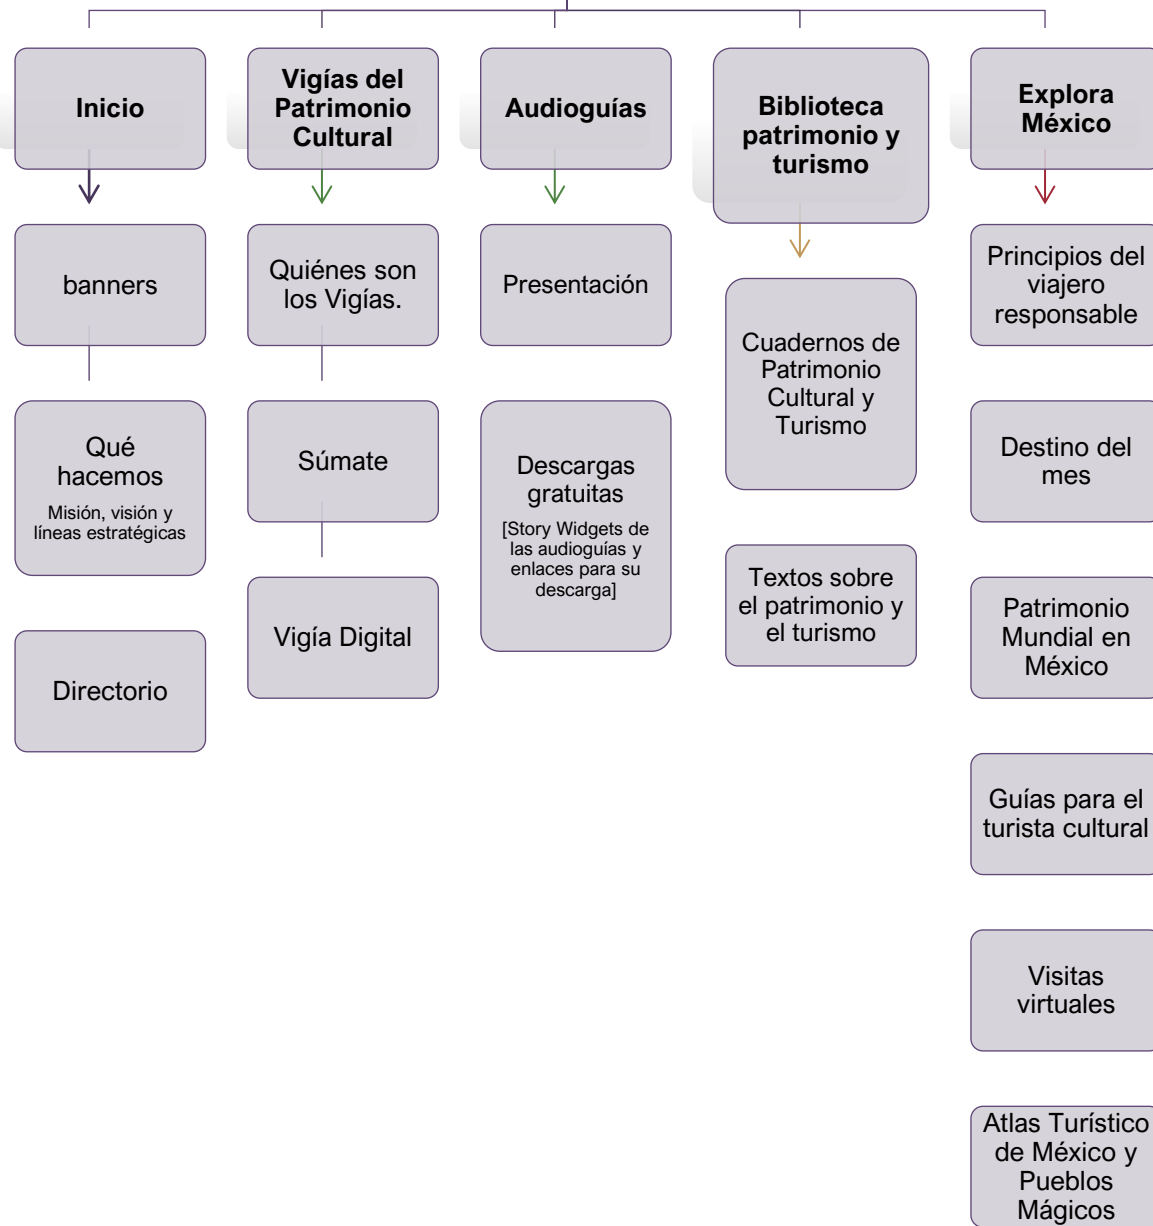 Inicio
banners
Qué
hacemos
Misión, visión y
líneas estratégicas
Directorio
Vigías del
Patrimonio
Cultural
Quiénes son
los Vigías.
Súmate
Vigía Digital
Audioguías
Presentación
Descargas
gratuitas
[Story Widgets de
las audioguías y
enlaces para su
descarga]
Biblioteca
patrimonio y
turismo
Cuadernos de
Patrimonio
Cultural y
Turismo
Textos sobre
el patrimonio y
el turismo
Explora
México
Principios del
viajero
responsable
Destino del
mes
Patrimonio
Mundial en
México
Guías para el
turista cultural
Visitas
virtuales
Atlas Turístico
de México y
Pueblos
Mágicos